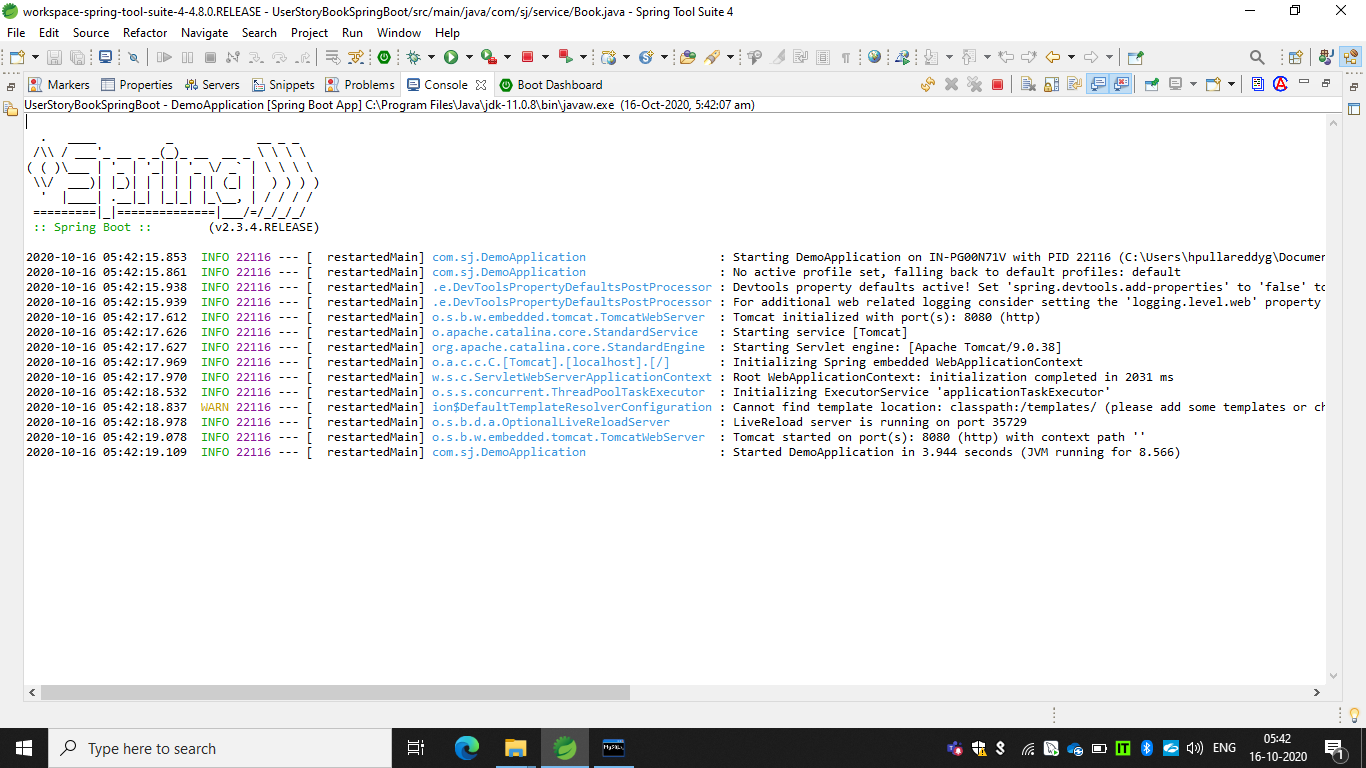 workspace-spring-tool-suite-4-4.8.0.RELEASE - UserStoryBookSpringBoot/src/main/java/com/sj/service/Book.java - Spring Tool Suite 4
File Edit Source Refactor Navigate Search Project Run Window Help
Markers Properties Servers Snippets Problems Console Boot Dashboard
UserStoryBookSpringBoot - DemoApplication [Spring Boot App] C:\Program Files\Java\jdk-11.0.8\bin\javaw.exe (16-Oct-2020, 5:42:07 am)
  .   ____          _            __ _ _
 /\\ / ___'_ __ _ _(_)_ __  __ _ \ \ \ \
( ( )\___ | '_ | '_| | '_ \/ _` | \ \ \ \
 \\/  ___)| |_)| | | | | || (_| |  ) ) ) )
  '  |____| .__|_| |_|_| |_\__, | / / / /
 =========|_|==============|___/=/_/_/_/
 :: Spring Boot ::        (v2.3.4.RELEASE)
2020-10-16 05:42:15.853  INFO 22116 --- [  restartedMain] com.sj.DemoApplication                   : Starting DemoApplication on IN-PG00N71V with PID 22116 (C:\Users\hpullareddyg\Documen
2020-10-16 05:42:15.861  INFO 22116 --- [  restartedMain] com.sj.DemoApplication                   : No active profile set, falling back to default profiles: default
2020-10-16 05:42:15.938  INFO 22116 --- [  restartedMain] .e.DevToolsPropertyDefaultsPostProcessor : Devtools property defaults active! Set 'spring.devtools.add-properties' to 'false' to
2020-10-16 05:42:15.939  INFO 22116 --- [  restartedMain] .e.DevToolsPropertyDefaultsPostProcessor : For additional web related logging consider setting the 'logging.level.web' property
2020-10-16 05:42:17.612  INFO 22116 --- [  restartedMain] o.s.b.w.embedded.tomcat.TomcatWebServer  : Tomcat initialized with port(s): 8080 (http)
2020-10-16 05:42:17.626  INFO 22116 --- [  restartedMain] o.apache.catalina.core.StandardService   : Starting service [Tomcat]
2020-10-16 05:42:17.627  INFO 22116 --- [  restartedMain] org.apache.catalina.core.StandardEngine  : Starting Servlet engine: [Apache Tomcat/9.0.38]
2020-10-16 05:42:17.969  INFO 22116 --- [  restartedMain] o.a.c.c.C.[Tomcat].[localhost].[/]       : Initializing Spring embedded WebApplicationContext
2020-10-16 05:42:17.970  INFO 22116 --- [  restartedMain] w.s.c.ServletWebServerApplicationContext : Root WebApplicationContext: initialization completed in 2031 ms
2020-10-16 05:42:18.532  INFO 22116 --- [  restartedMain] o.s.s.concurrent.ThreadPoolTaskExecutor  : Initializing ExecutorService 'applicationTaskExecutor'
2020-10-16 05:42:18.837  WARN 22116 --- [  restartedMain] ion$DefaultTemplateResolverConfiguration : Cannot find template location: classpath:/templates/ (please add some templates or ch
2020-10-16 05:42:18.978  INFO 22116 --- [  restartedMain] o.s.b.d.a.OptionalLiveReloadServer       : LiveReload server is running on port 35729
2020-10-16 05:42:19.078  INFO 22116 --- [  restartedMain] o.s.b.w.embedded.tomcat.TomcatWebServer  : Tomcat started on port(s): 8080 (http) with context path ''
2020-10-16 05:42:19.109  INFO 22116 --- [  restartedMain] com.sj.DemoApplication                   : Started DemoApplication in 3.944 seconds (JVM running for 8.566)
Type here to search
ENG
05:42
16-10-2020